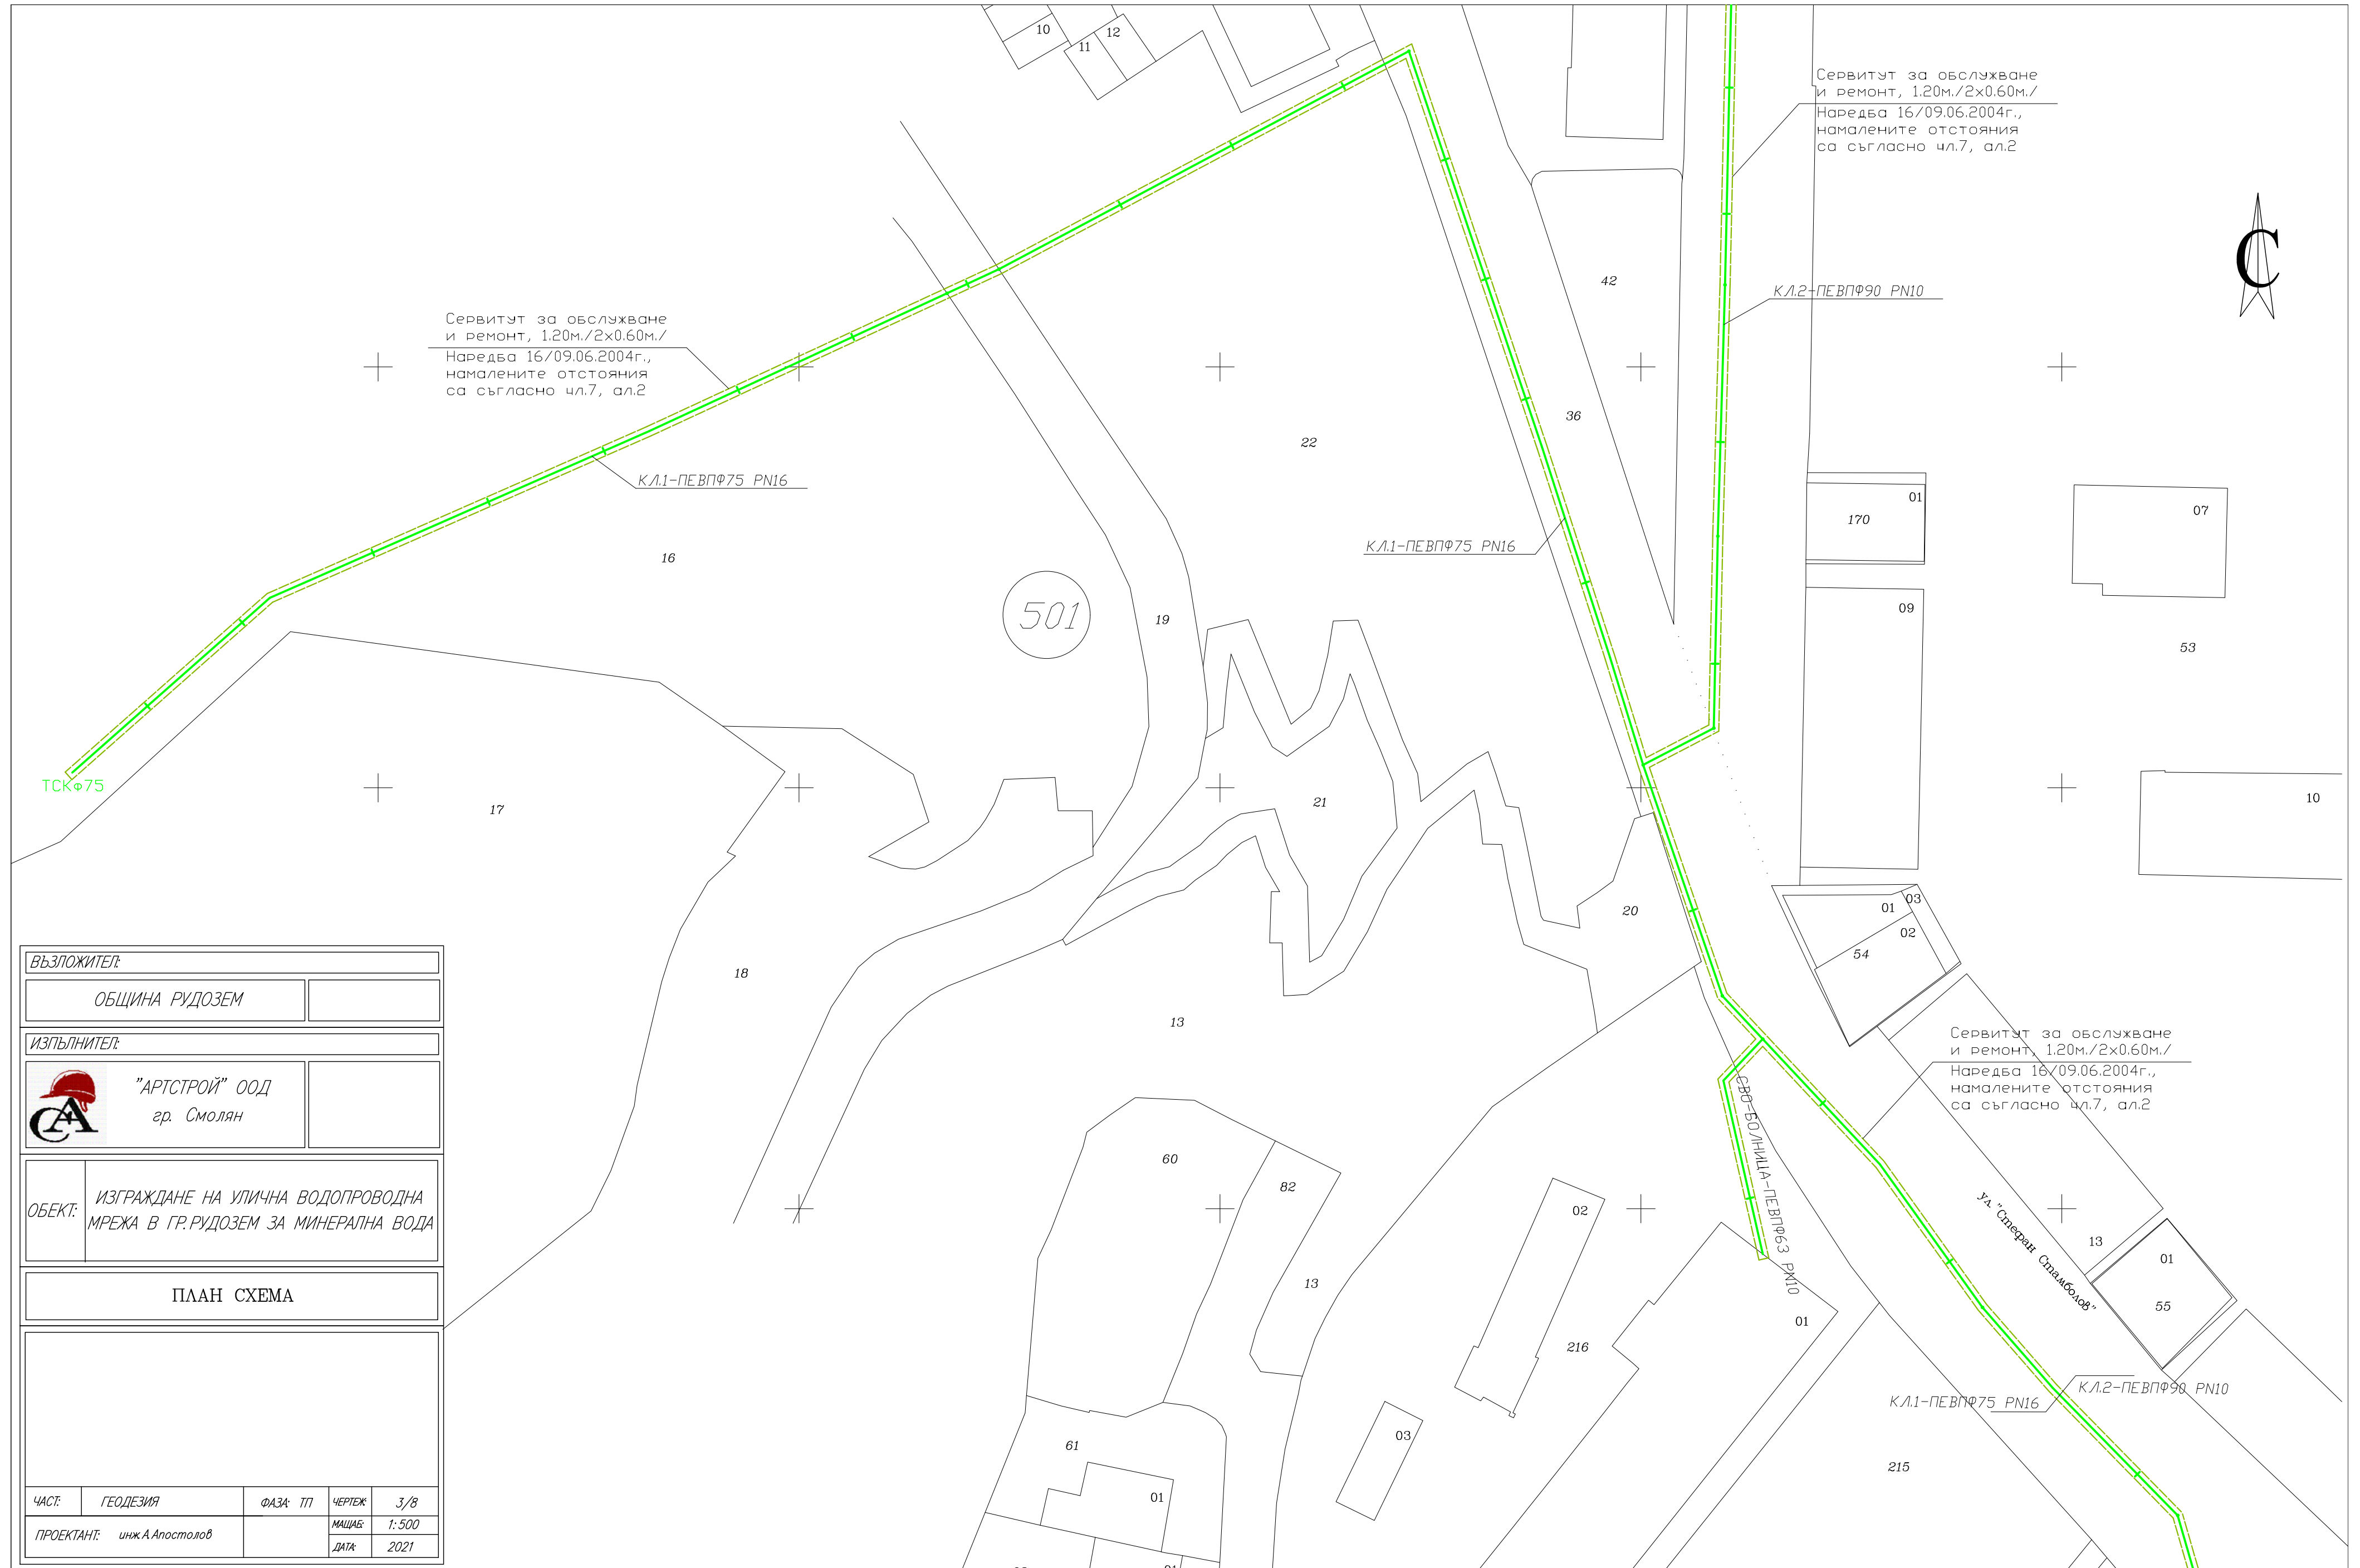 10
11
12
Сервитут за обслужване
и ремонт, 1.20м./2х0.60м./
Наредба 16/09.06.2004г.,
намалените отстояния
са съгласно чл.7, ал.2
С
42
КЛ.2-ПЕВПФ90 PN10
Сервитут за обслужване
и ремонт, 1.20м./2х0.60м./
Наредба 16/09.06.2004г.,
намалените отстояния
са съгласно чл.7, ал.2
36
22
КЛ.1-ПЕВПФ75 PN16
01
170
07
КЛ.1-ПЕВПФ75 PN16
16
501
19
09
53
ТСКФ75
17
21
10
20
01
03
02
54
18
13
ВЪЗЛОЖИТЕЛ:
ОБЩИНА РУДОЗЕМ
ИЗПЪЛНИТЕЛ:
"АРТСТРОЙ" ООД
гр. Смолян
ОБЕКТ:
ИЗГРАЖДАНЕ НА УЛИЧНА ВОДОПРОВОДНА
МРЕЖА В ГР.РУДОЗЕМ ЗА МИНЕРАЛНА ВОДА
ПЛАН СХЕМА
ЧАСТ:
ГЕОДЕЗИЯ
ФАЗА: ТП
ЧЕРТЕЖ:
3/8
ПРОЕКТАНТ:
инж.А.Апостолов
МАЩАБ:
1:500
ДАТА:
2021
Сервитут за обслужване
и ремонт, 1.20м./2х0.60м./
Наредба 16/09.06.2004г.,
намалените отстояния
са съгласно чл.7, ал.2
СВО-БОЛНИЦА-ПЕВПФ63 PN10
60
82
02
13
ул. "Стефан Стамболов"
13
01
55
01
216
КЛ.2-ПЕВПФ90 PN10
КЛ.1-ПЕВПФ75 PN16
03
61
01
215